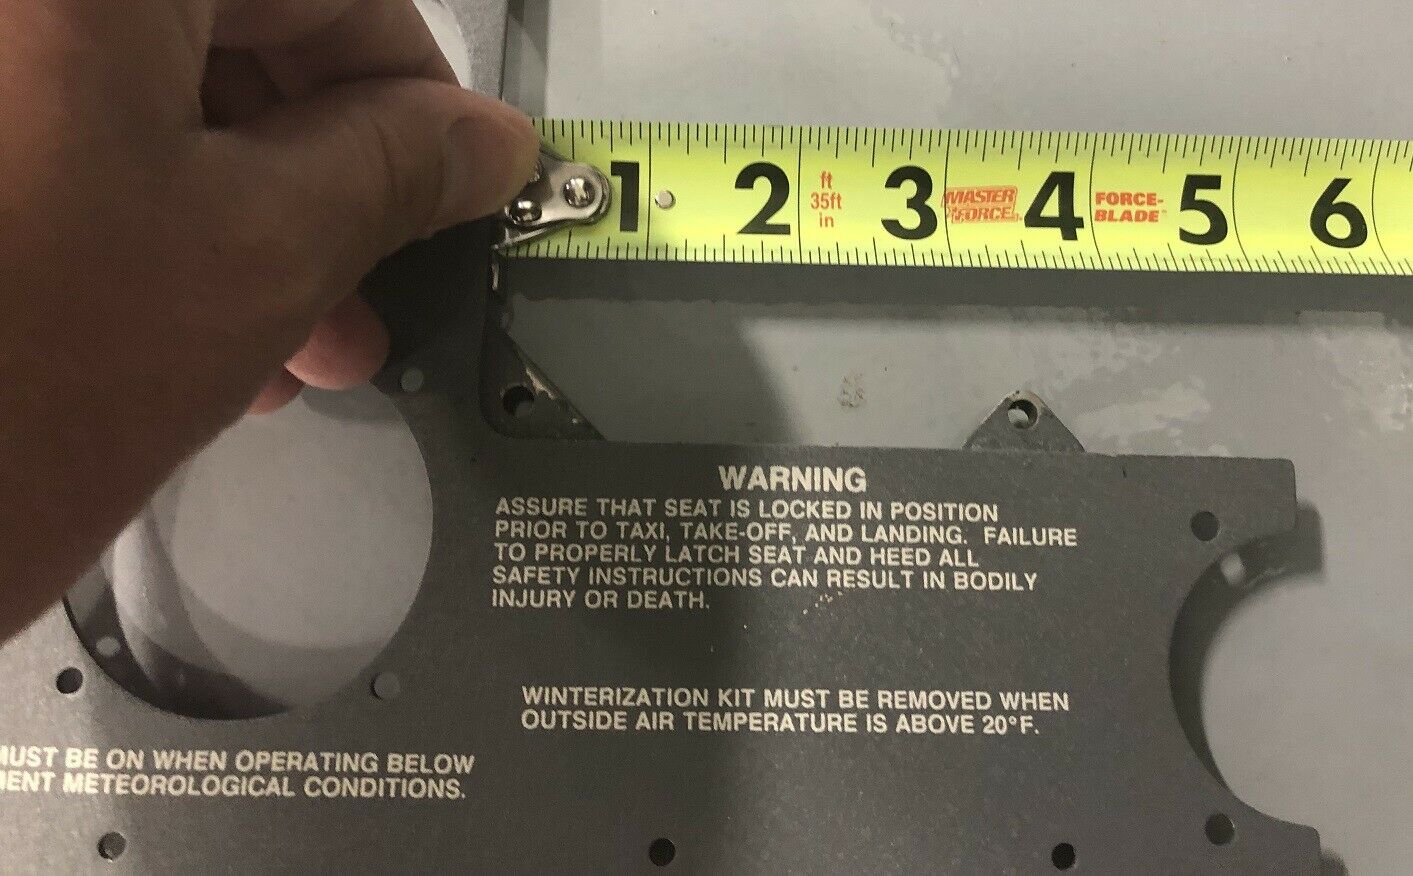 1 2 ft 3 MASTER 4 FORCE- 5 6
35ft FORCE BLADE
in
WARNING
ASSURE THAT SEAT IS LOCKED IN POSITION
PRIOR TO TAXI, TAKE-OFF, AND LANDING. FAILURE
TO PROPERLY LATCH SEAT AND HEED ALL
SAFETY INSTRUCTIONS CAN RESULT IN BODILY
INJURY OR DEATH.
WINTERIZATION KIT MUST BE REMOVED WHEN
OUTSIDE AIR TEMPERATURE IS ABOVE 20°F.
MUST BE ON WHEN OPERATING BELOW
METEOROLOGICAL CONDITIONS.